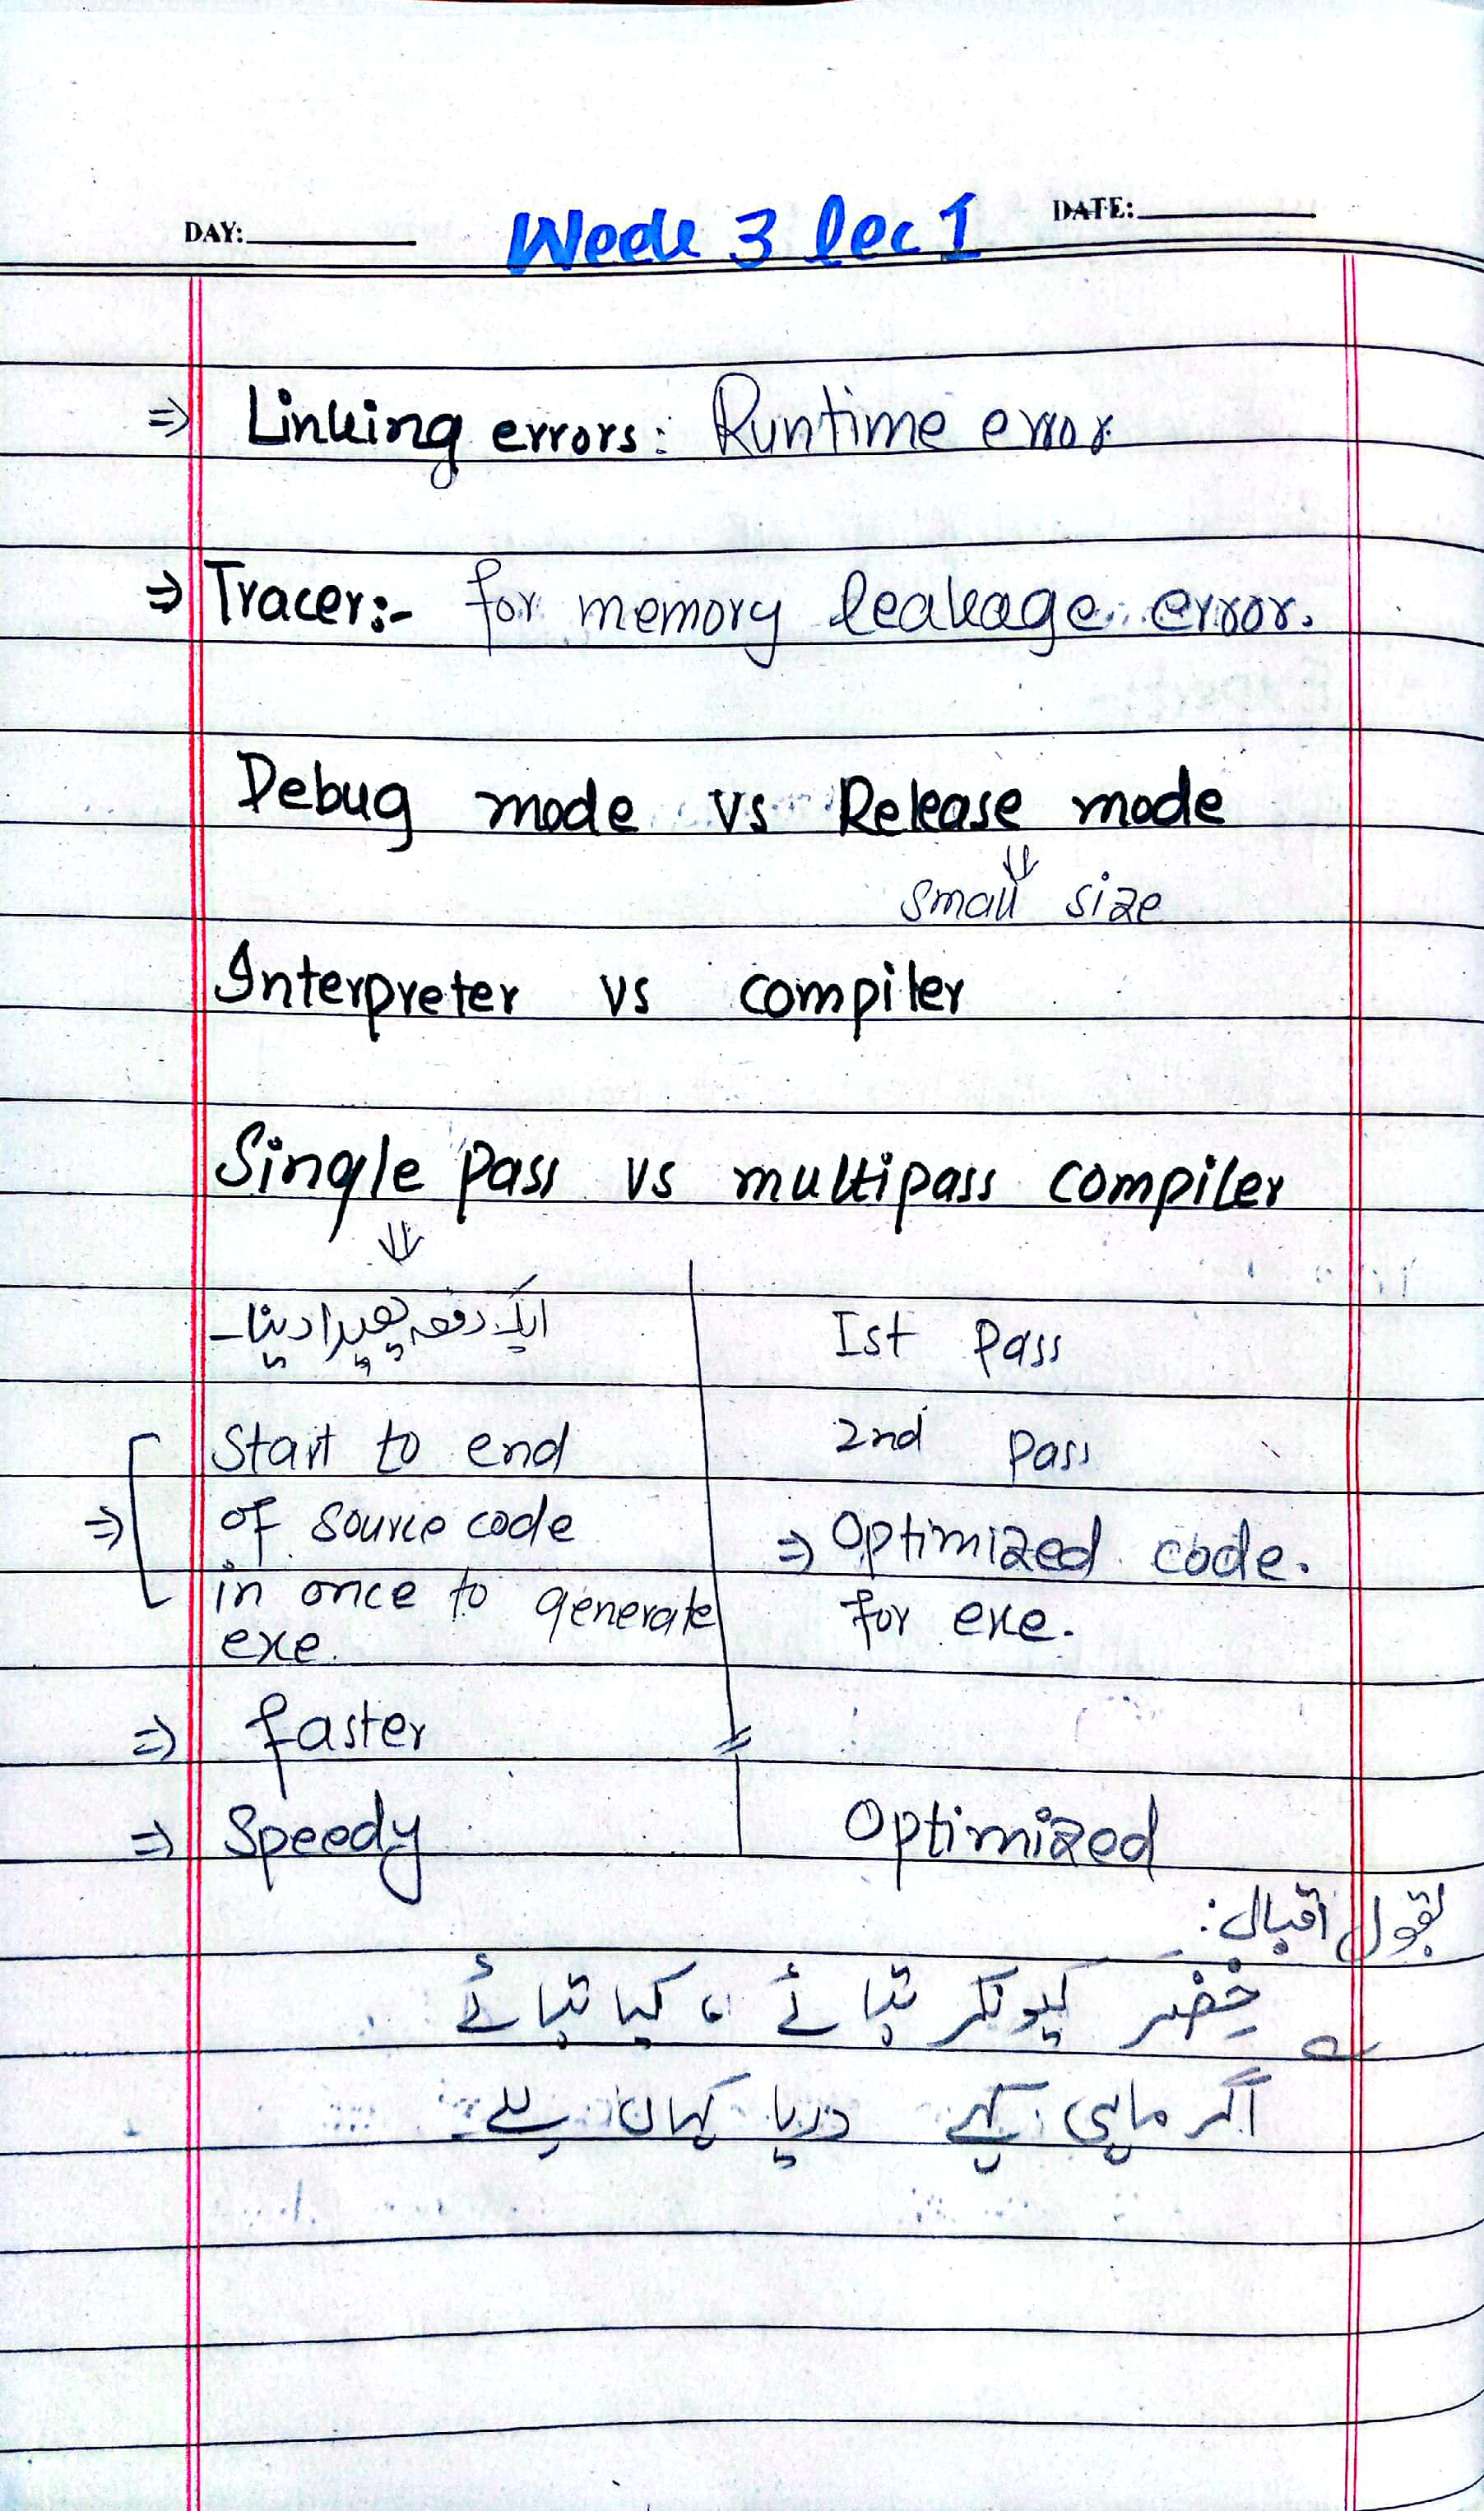 DAY:
Week 3 lec 1
DATE:
⇒ Linking errors: Runtime error
⇒ Tracer:- for memory leakage error.
Debug mode vs Release mode
⇓
small size
Interpreter vs compiler
Single pass vs multipass compiler
⇓
ایک دفعہ پھیرا دینا۔
Start to end
⇒ of source code
in once to generate
exe.
⇒ faster
⇒ Speedy
Ist pass
2nd pass
⇒ Optimized code.
for exe.
Optimized
بقول اقبال:
خِضر کیونکر بتائے، کیا بتائے
اگر ماہی کہے دریا کہاں ہے